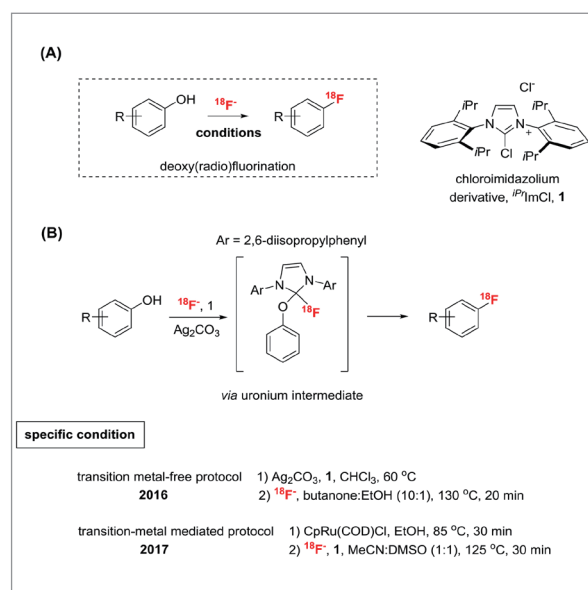 (A)
R
OH
18F-
conditions
R
18F
deoxy(radio)fluorination
Cl-
iPr
iPr
N
N
+
Cl
iPr
iPr
chloroimidazolium
derivative, iPrImCl, 1
(B)
Ar = 2,6-diisopropylphenyl
R
OH
18F-, 1
Ag2CO3
Ar
N
N
Ar
O
18F
R
18F
via uronium intermediate
specific condition
transition metal-free protocol 1) Ag2CO3, 1, CHCl3, 60 oC
2016 2) 18F-, butanone:EtOH (10:1), 130 oC, 20 min
transition-metal mediated protocol 1) CpRu(COD)Cl, EtOH, 85 oC, 30 min
2017 2) 18F-, 1, MeCN:DMSO (1:1), 125 oC, 30 min